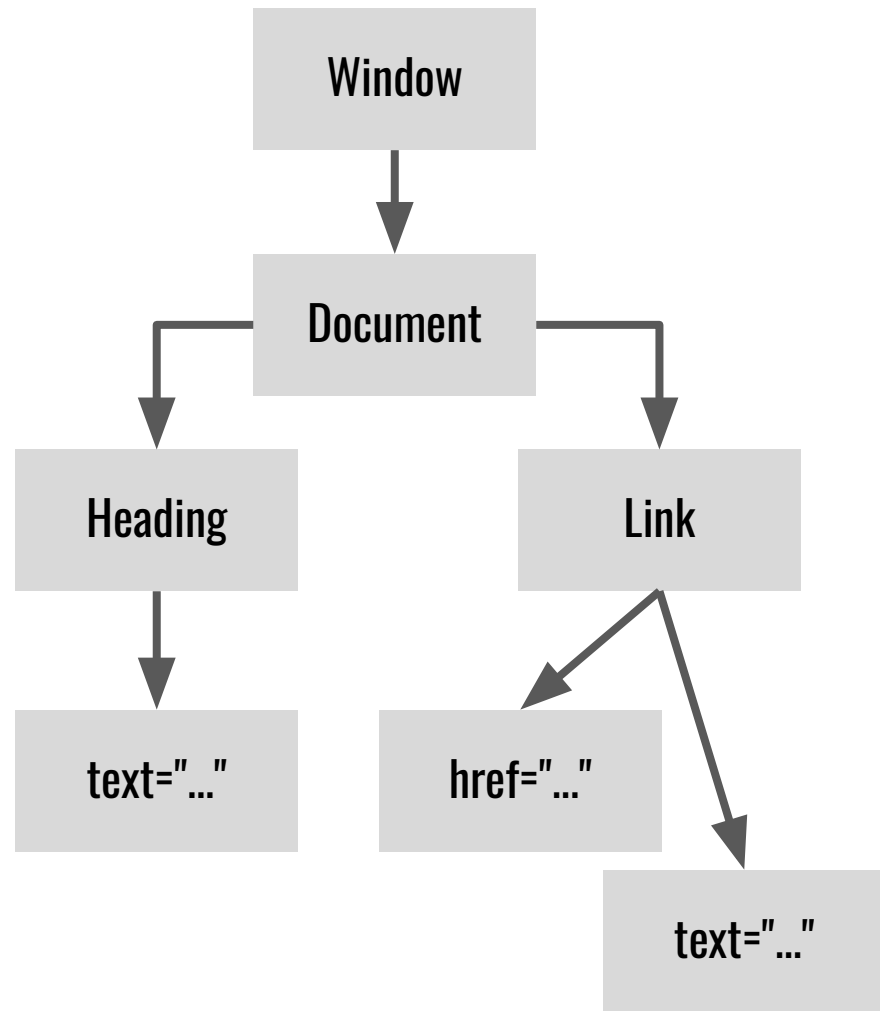 Window
Document
Heading
Link
text="..."
href="..."
text="..."